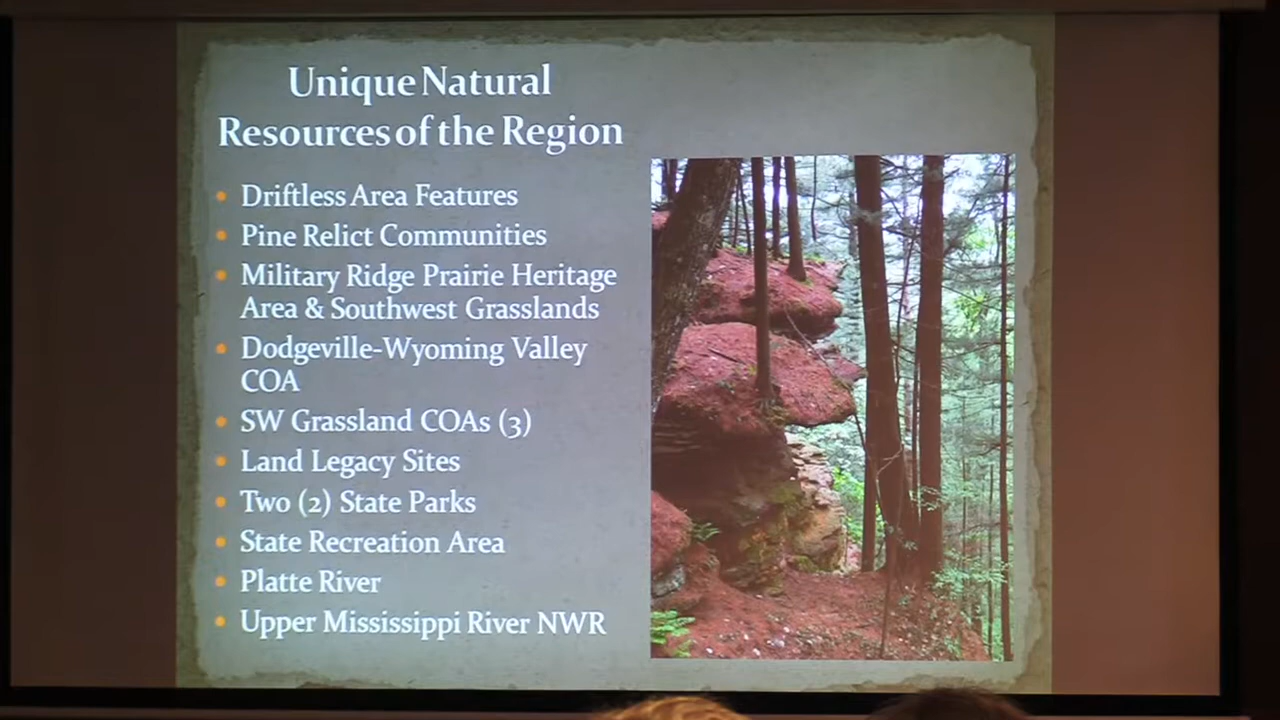 Unique Natural
Resources of the Region
Driftless Area Features
Pine Relict Communities
Military Ridge Prairie Heritage
Area & Southwest Grasslands
Dodgeville-Wyoming Valley
COA
SW Grassland COAs (3)
Land Legacy Sites
Two (2) State Parks
State Recreation Area
Platte River
Upper Mississippi River NWR